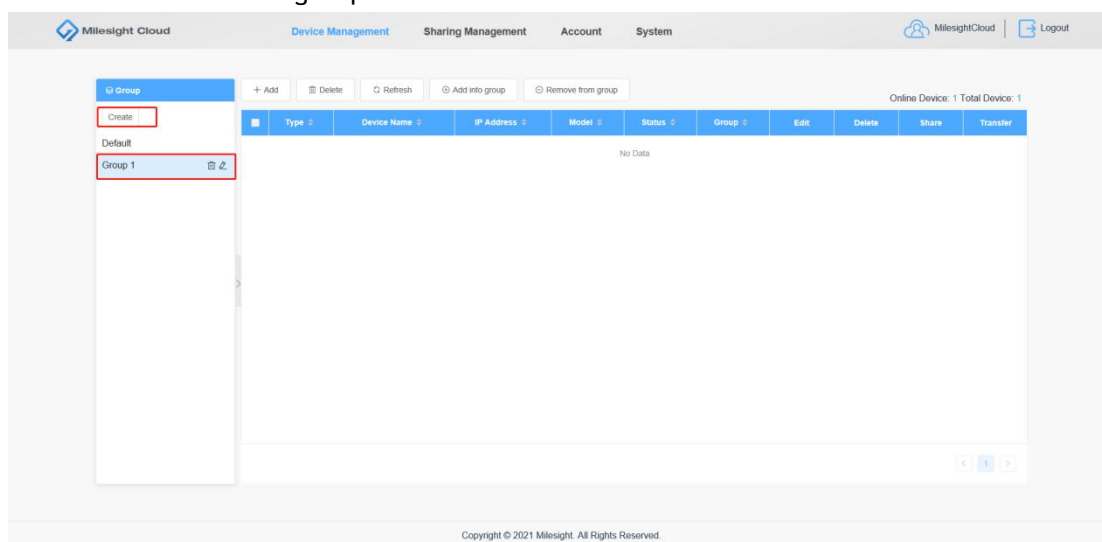 Milesight Cloud Device Management Sharing Management Account System MilesightCloud Logout
Group
Create
Default
Group 1
+ Add Delete Refresh Add into group Remove from group
Online Device: 1 Total Device: 1
Type Device Name IP Address Model Status Group Edit Delete Share Transfer
No Data
1
Copyright © 2021 Milesight. All Rights Reserved.